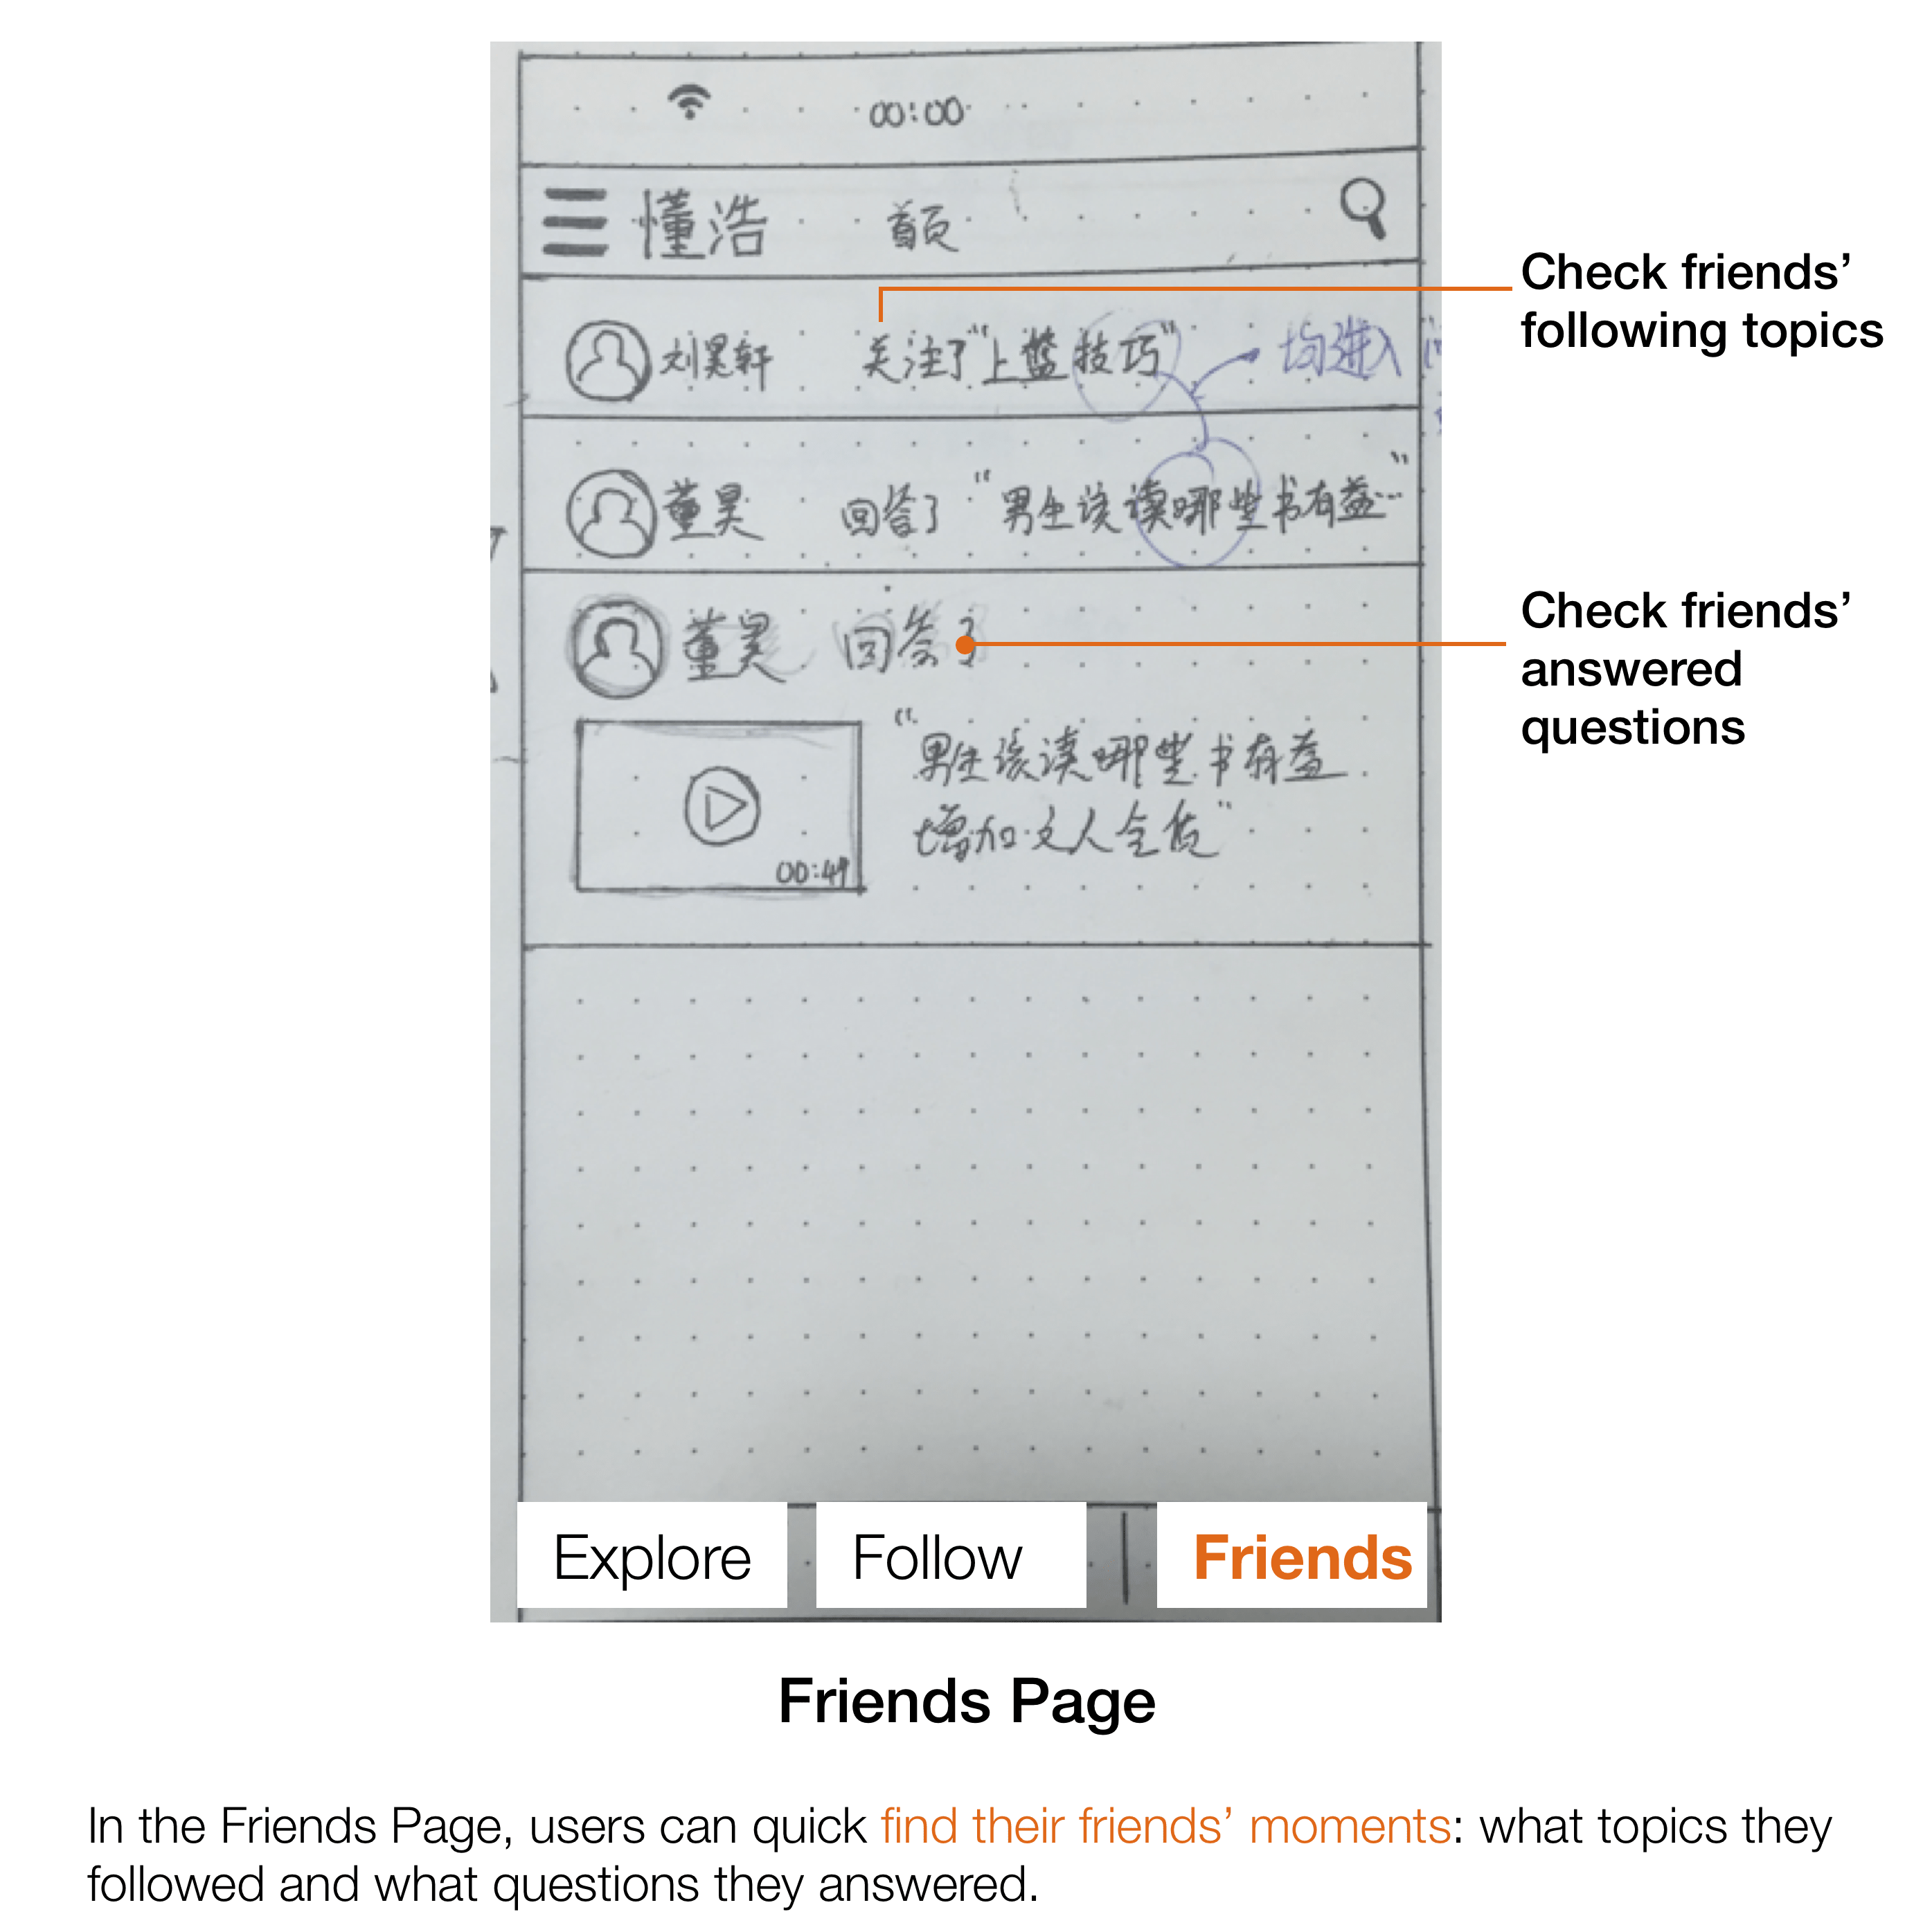 00:00
懂浩 首页
刘昊轩 关注了"上篮技巧" 均进入
Check friends'
following topics
董昊 回答了 "男生该读哪些书有益…"
董昊 回答了
Check friends'
answered
questions
"男生该读哪些书有益
增加文人气质"
00:49
Explore Follow Friends
Friends Page
In the Friends Page, users can quick find their friends' moments: what topics they
followed and what questions they answered.